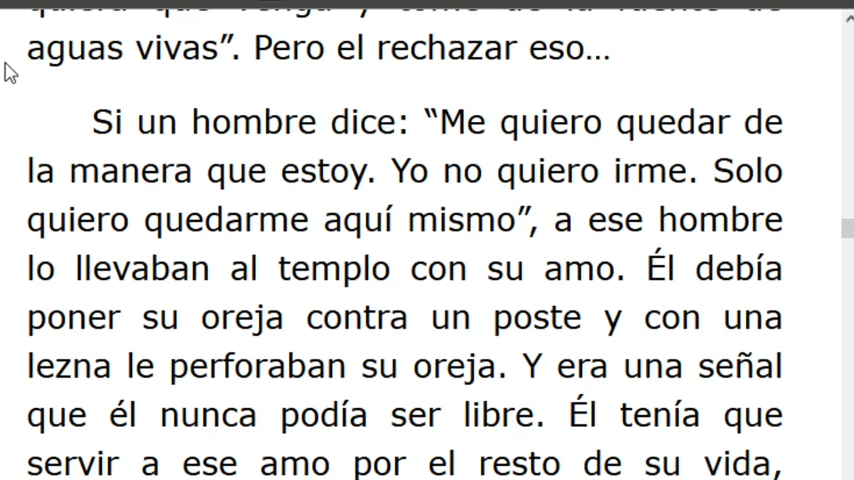 aguas vivas”. Pero el rechazar eso...
Si un hombre dice: “Me quiero quedar de
la manera que estoy. Yo no quiero irme. Solo
quiero quedarme aquí mismo”, a ese hombre
lo llevaban al templo con su amo. Él debía
poner su oreja contra un poste y con una
lezna le perforaban su oreja. Y era una señal
que él nunca podía ser libre. Él tenía que
servir a ese amo por el resto de su vida,